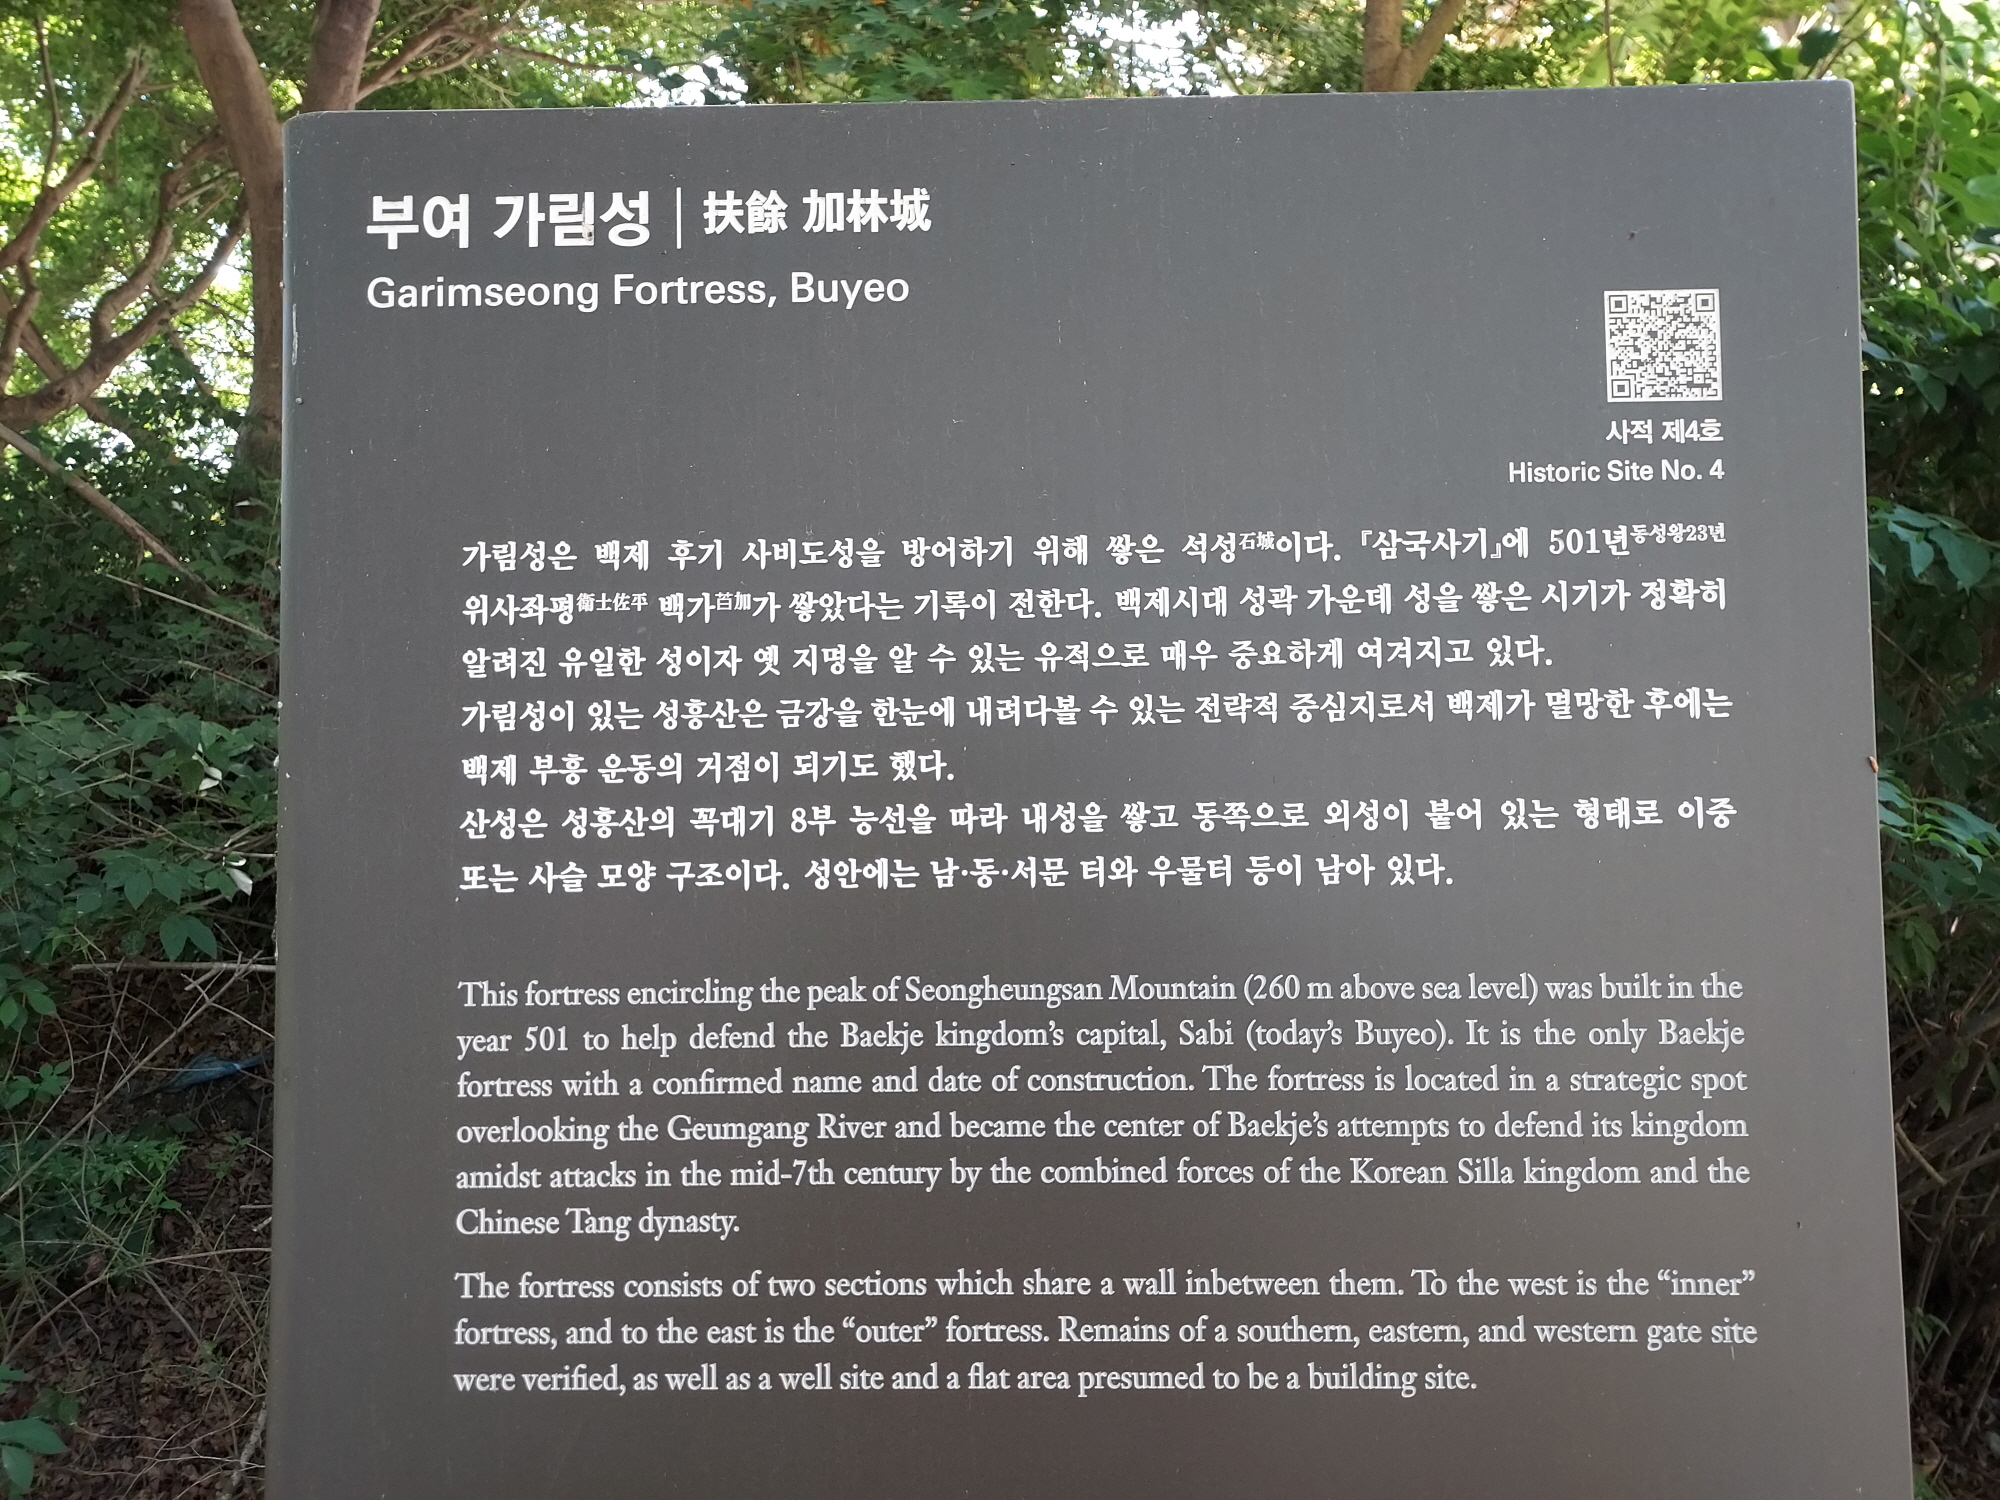 부여 가림성 | 扶餘 加林城
Garimseong Fortress, Buyeo
사적 제4호
Historic Site No. 4
가림성은 백제 후기 사비도성을 방어하기 위해 쌓은 석성石城이다. 『삼국사기』에 501년동성왕23년
위사좌평衛士佐平 백가苩加가 쌓았다는 기록이 전한다. 백제시대 성곽 가운데 성을 쌓은 시기가 정확히
알려진 유일한 성이자 옛 지명을 알 수 있는 유적으로 매우 중요하게 여겨지고 있다.
가림성이 있는 성흥산은 금강을 한눈에 내려다볼 수 있는 전략적 중심지로서 백제가 멸망한 후에는
백제 부흥 운동의 거점이 되기도 했다.
산성은 성흥산의 꼭대기 8부 능선을 따라 내성을 쌓고 동쪽으로 외성이 붙어 있는 형태로 이중
또는 사슬 모양 구조이다. 성안에는 남·동·서문 터와 우물터 등이 남아 있다.
This fortress encircling the peak of Seongheungsan Mountain (260 m above sea level) was built in the
year 501 to help defend the Baekje kingdom's capital, Sabi (today's Buyeo). It is the only Baekje
fortress with a confirmed name and date of construction. The fortress is located in a strategic spot
overlooking the Geumgang River and became the center of Baekje's attempts to defend its kingdom
amidst attacks in the mid-7th century by the combined forces of the Korean Silla kingdom and the
Chinese Tang dynasty.
The fortress consists of two sections which share a wall inbetween them. To the west is the “inner”
fortress, and to the east is the “outer” fortress. Remains of a southern, eastern, and western gate site
were verified, as well as a well site and a flat area presumed to be a building site.